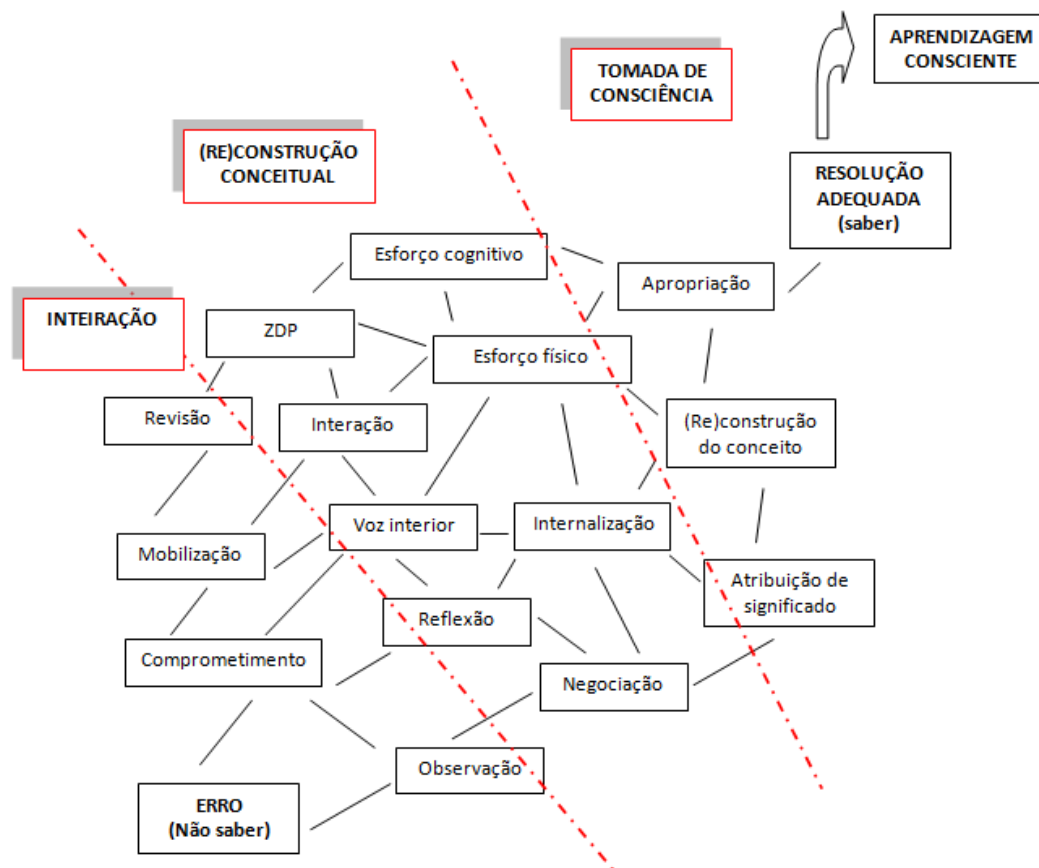 APRENDIZAGEM
CONSCIENTE
TOMADA DE
CONSCIÊNCIA
(RE)CONSTRUÇÃO
CONCEITUAL
RESOLUÇÃO
ADEQUADA
(saber)
Esforço cognitivo
Apropriação
INTEIRAÇÃO
ZDP
Esforço físico
Revisão
Interação
(Re)construção
do conceito
Voz interior
Internalização
Mobilização
Atribuição de
significado
Reflexão
Comprometimento
Negociação
Observação
ERRO
(Não saber)